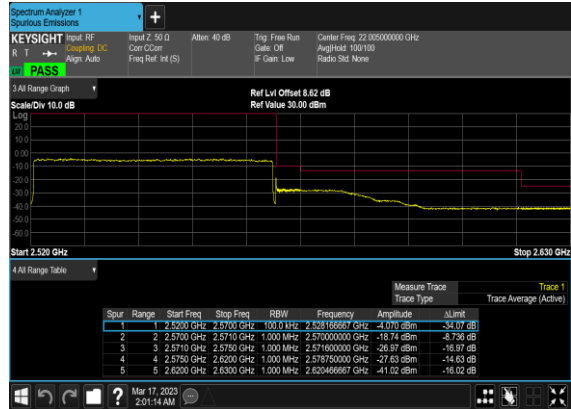 Spectrum Analyzer 1
Spurious Emissions
KEYSIGHT Input: RF Input Z: 50 Ω Atten: 40 dB Trig: Free Run Center Freq: 22.005000000 GHz
R T Coupling: DC Corr CCorr Gate: Off Avg|Hold: 100/100
Align: Auto Freq Ref: Int (S) IF Gain: Low Radio Std: None
PASS
3 All Range Graph
Ref Lvl Offset 8.62 dB
Scale/Div 10.0 dB Ref Value 30.00 dBm
Log
20.0
10.0
0.00
-10.0
-20.0
-30.0
-40.0
-50.0
-60.0
Start 2.520 GHz Stop 2.630 GHz
4 All Range Table
Measure Trace Trace 1
Trace Type Trace Average (Active)
Spur Range Start Freq Stop Freq RBW Frequency Amplitude ΔLimit
1 1 2.5200 GHz 2.5700 GHz 100.0 kHz 2.528166667 GHz -4.070 dBm -34.07 dB
2 2 2.5700 GHz 2.5710 GHz 1.000 MHz 2.570000000 GHz -18.74 dBm -8.736 dB
3 3 2.5710 GHz 2.5750 GHz 1.000 MHz 2.571600000 GHz -26.97 dBm -16.97 dB
4 4 2.5750 GHz 2.6200 GHz 1.000 MHz 2.578750000 GHz -27.63 dBm -14.63 dB
5 5 2.6200 GHz 2.6300 GHz 1.000 MHz 2.620466667 GHz -41.02 dBm -16.02 dB
Mar 17, 2023
2:01:14 AM